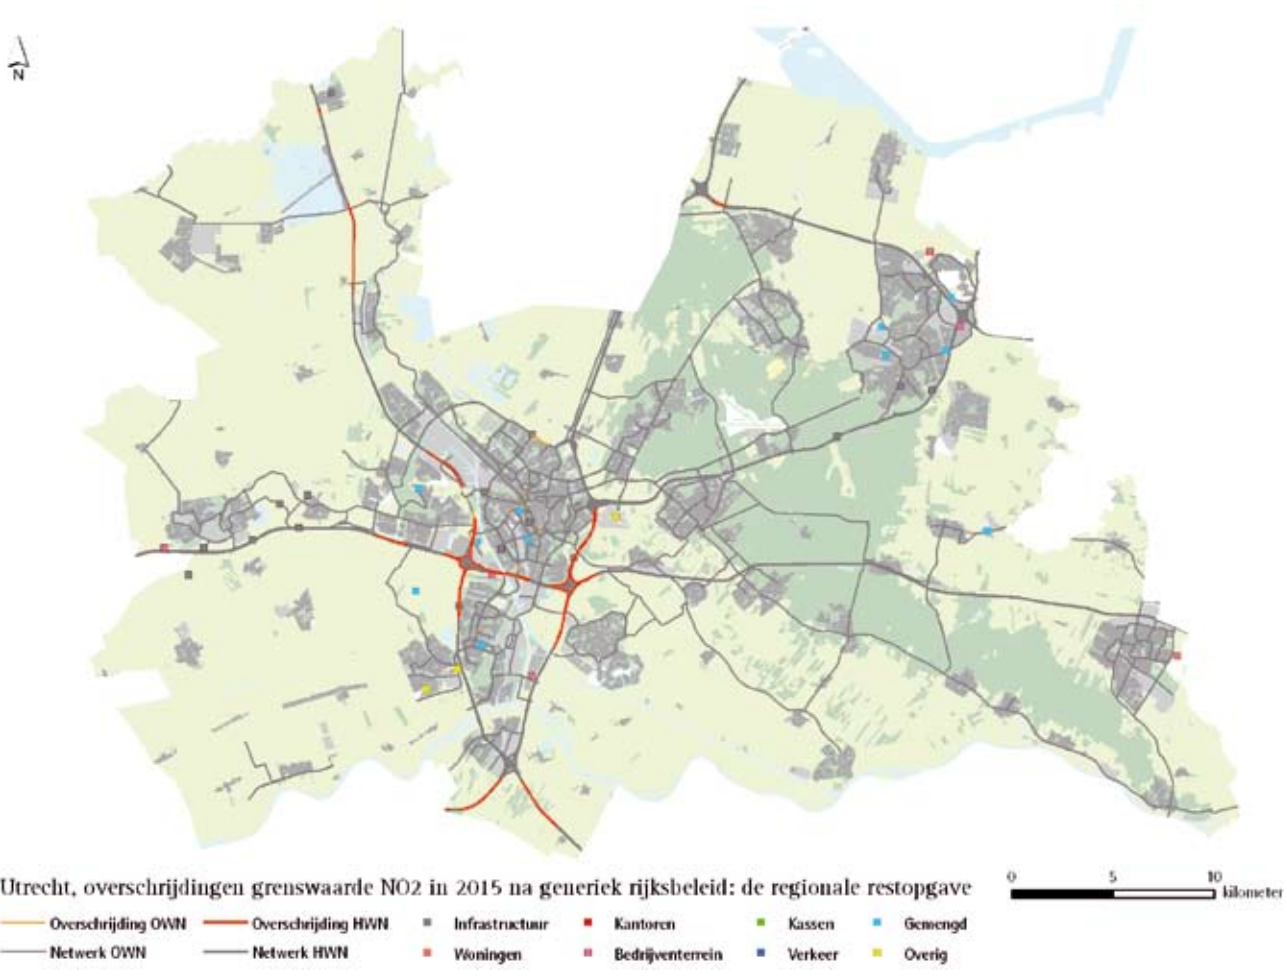 N
Utrecht, overschrijdingen grenswaarde NO2 in 2015 na generiek rijksbeleid: de regionale restopgave
0 5 10 kilometer
Overschrijding OWN Overschrijding HWN Infrastructuur Kantoren Kassen Gemengd
Netwerk OWN Netwerk HWN Woningen Bedrijventerrein Verkeer Overig